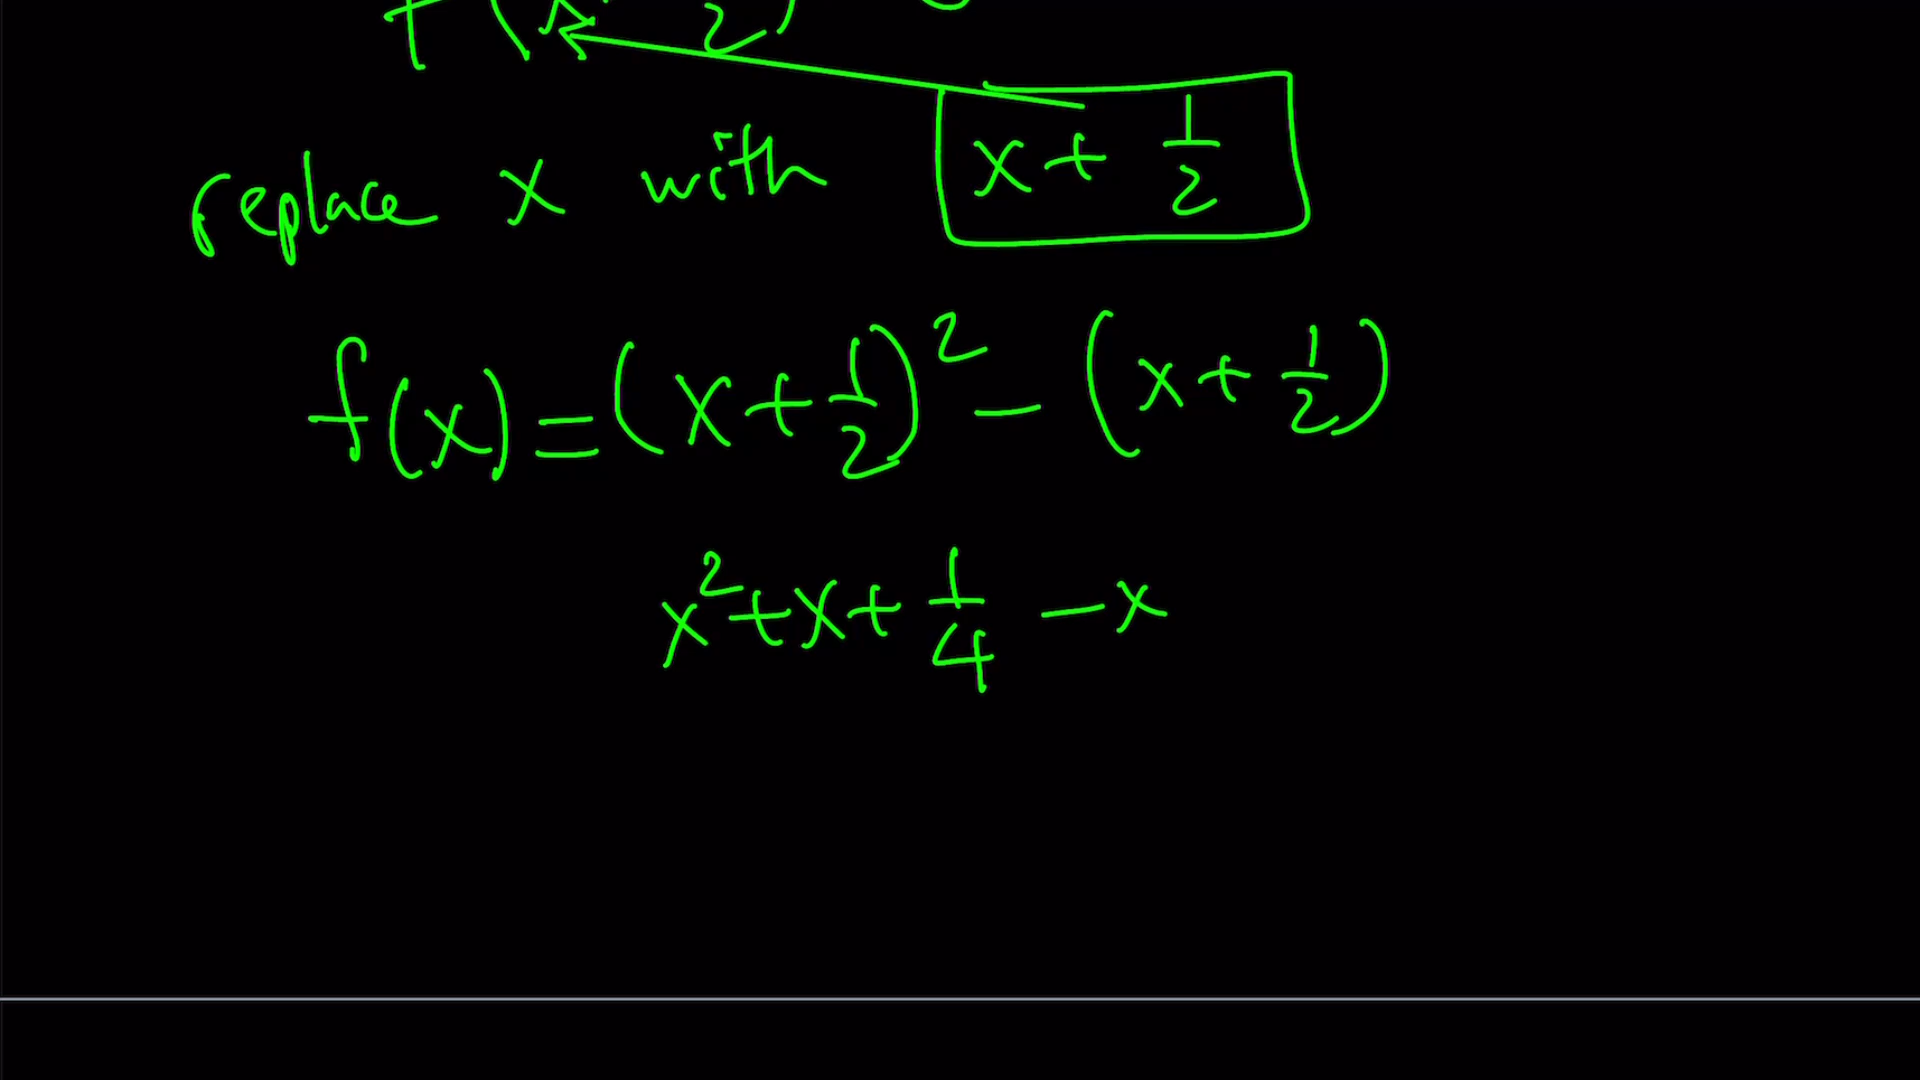 replace x with x + 1/2
f(x) = (x + 1/2)² − (x + 1/2)
x² + x + 1/4 − x